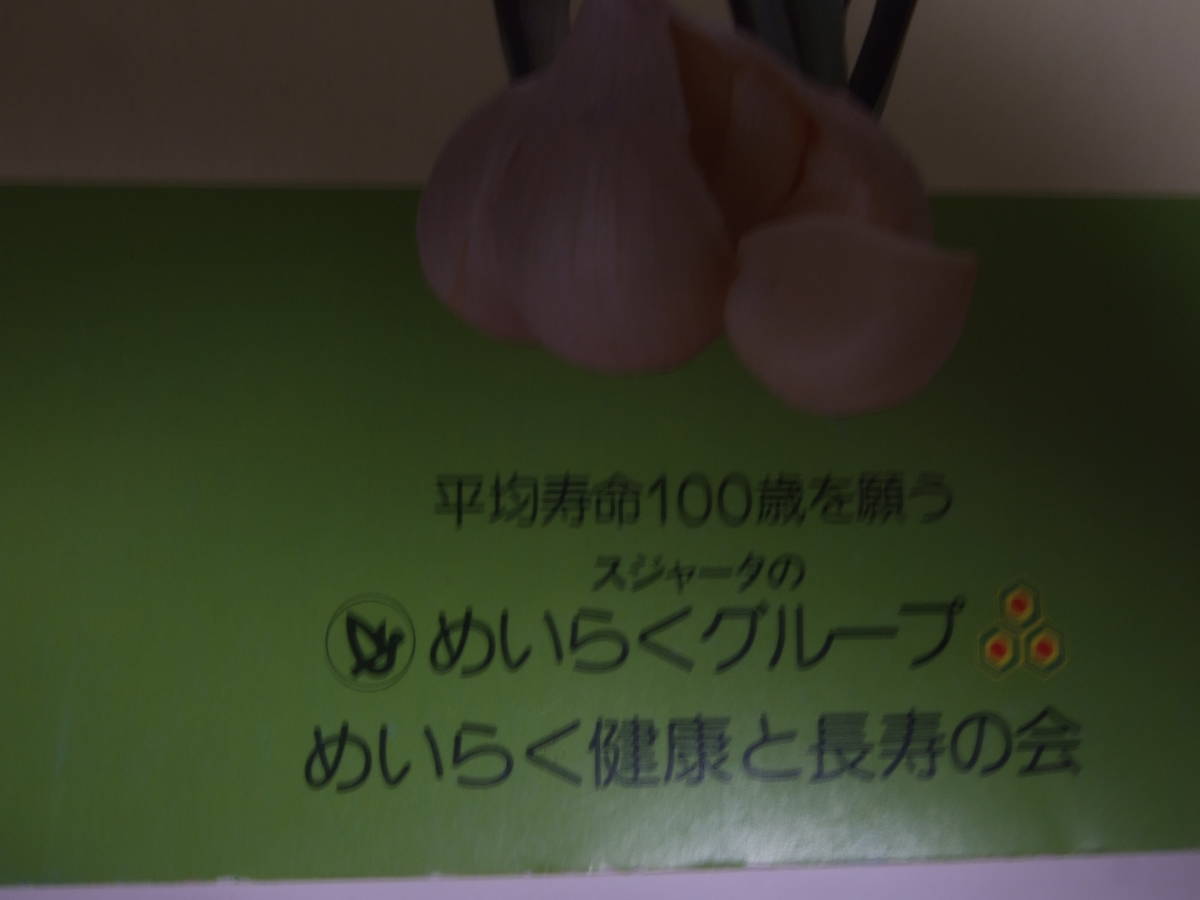 平均寿命100歳を願う
スジャータの
めいらくグループ
めいらく健康と長寿の会